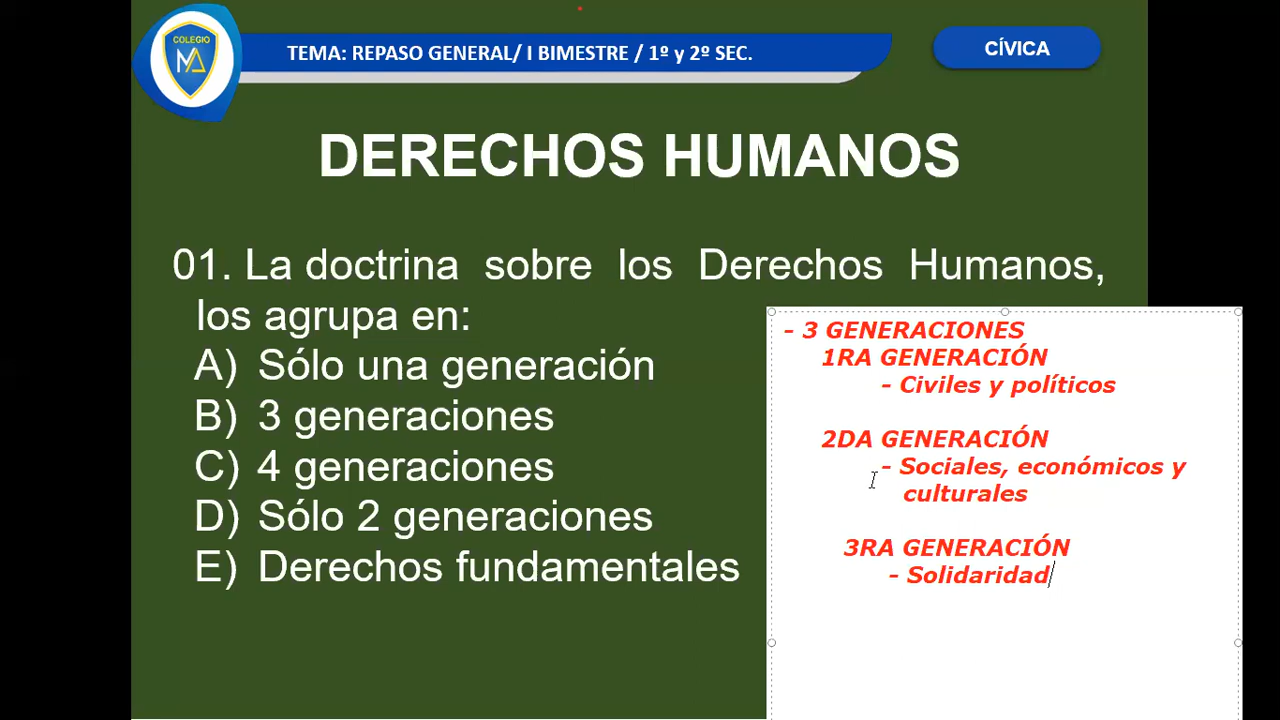 COLEGIO
MA
TEMA: REPASO GENERAL/ I BIMESTRE / 1º y 2º SEC.
CÍVICA
DERECHOS HUMANOS
01. La doctrina sobre los Derechos Humanos,
los agrupa en:
A) Sólo una generación
B) 3 generaciones
C) 4 generaciones
D) Sólo 2 generaciones
E) Derechos fundamentales
- 3 GENERACIONES
1RA GENERACIÓN
- Civiles y políticos
2DA GENERACIÓN
- Sociales, económicos y
culturales
3RA GENERACIÓN
- Solidaridad